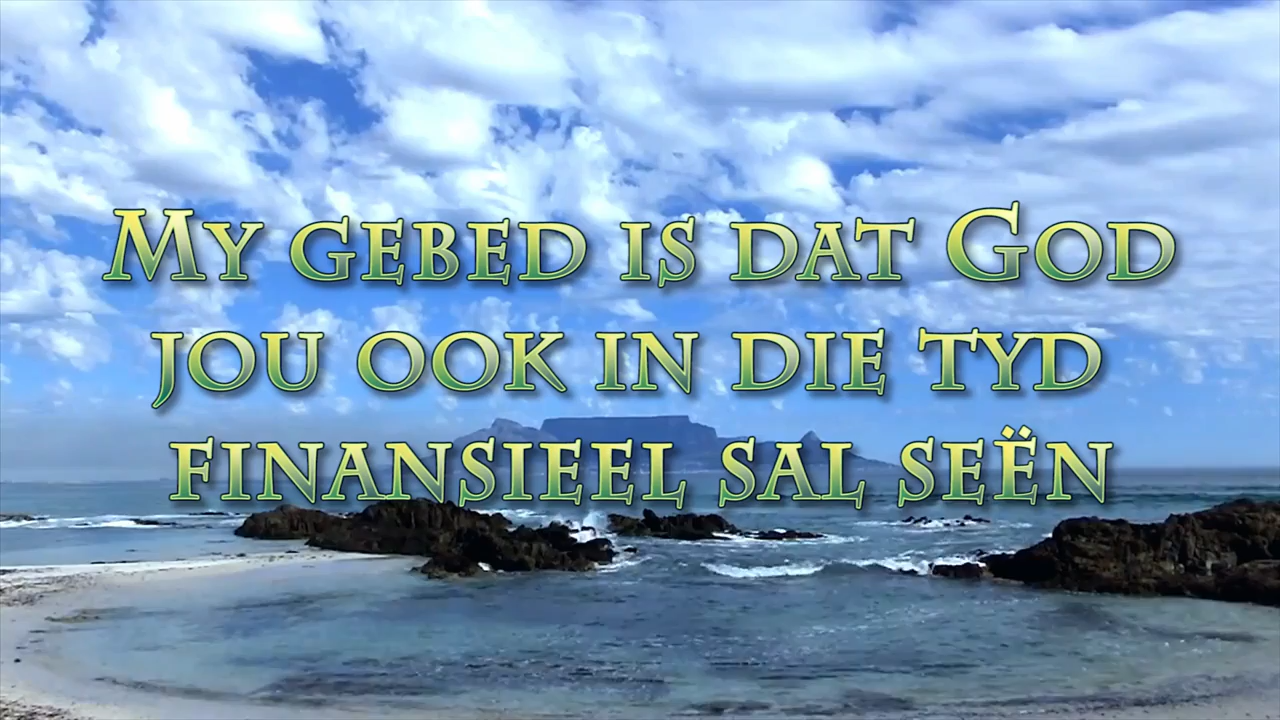 My gebed is dat God
jou ook in die tyd
finansieel sal seën